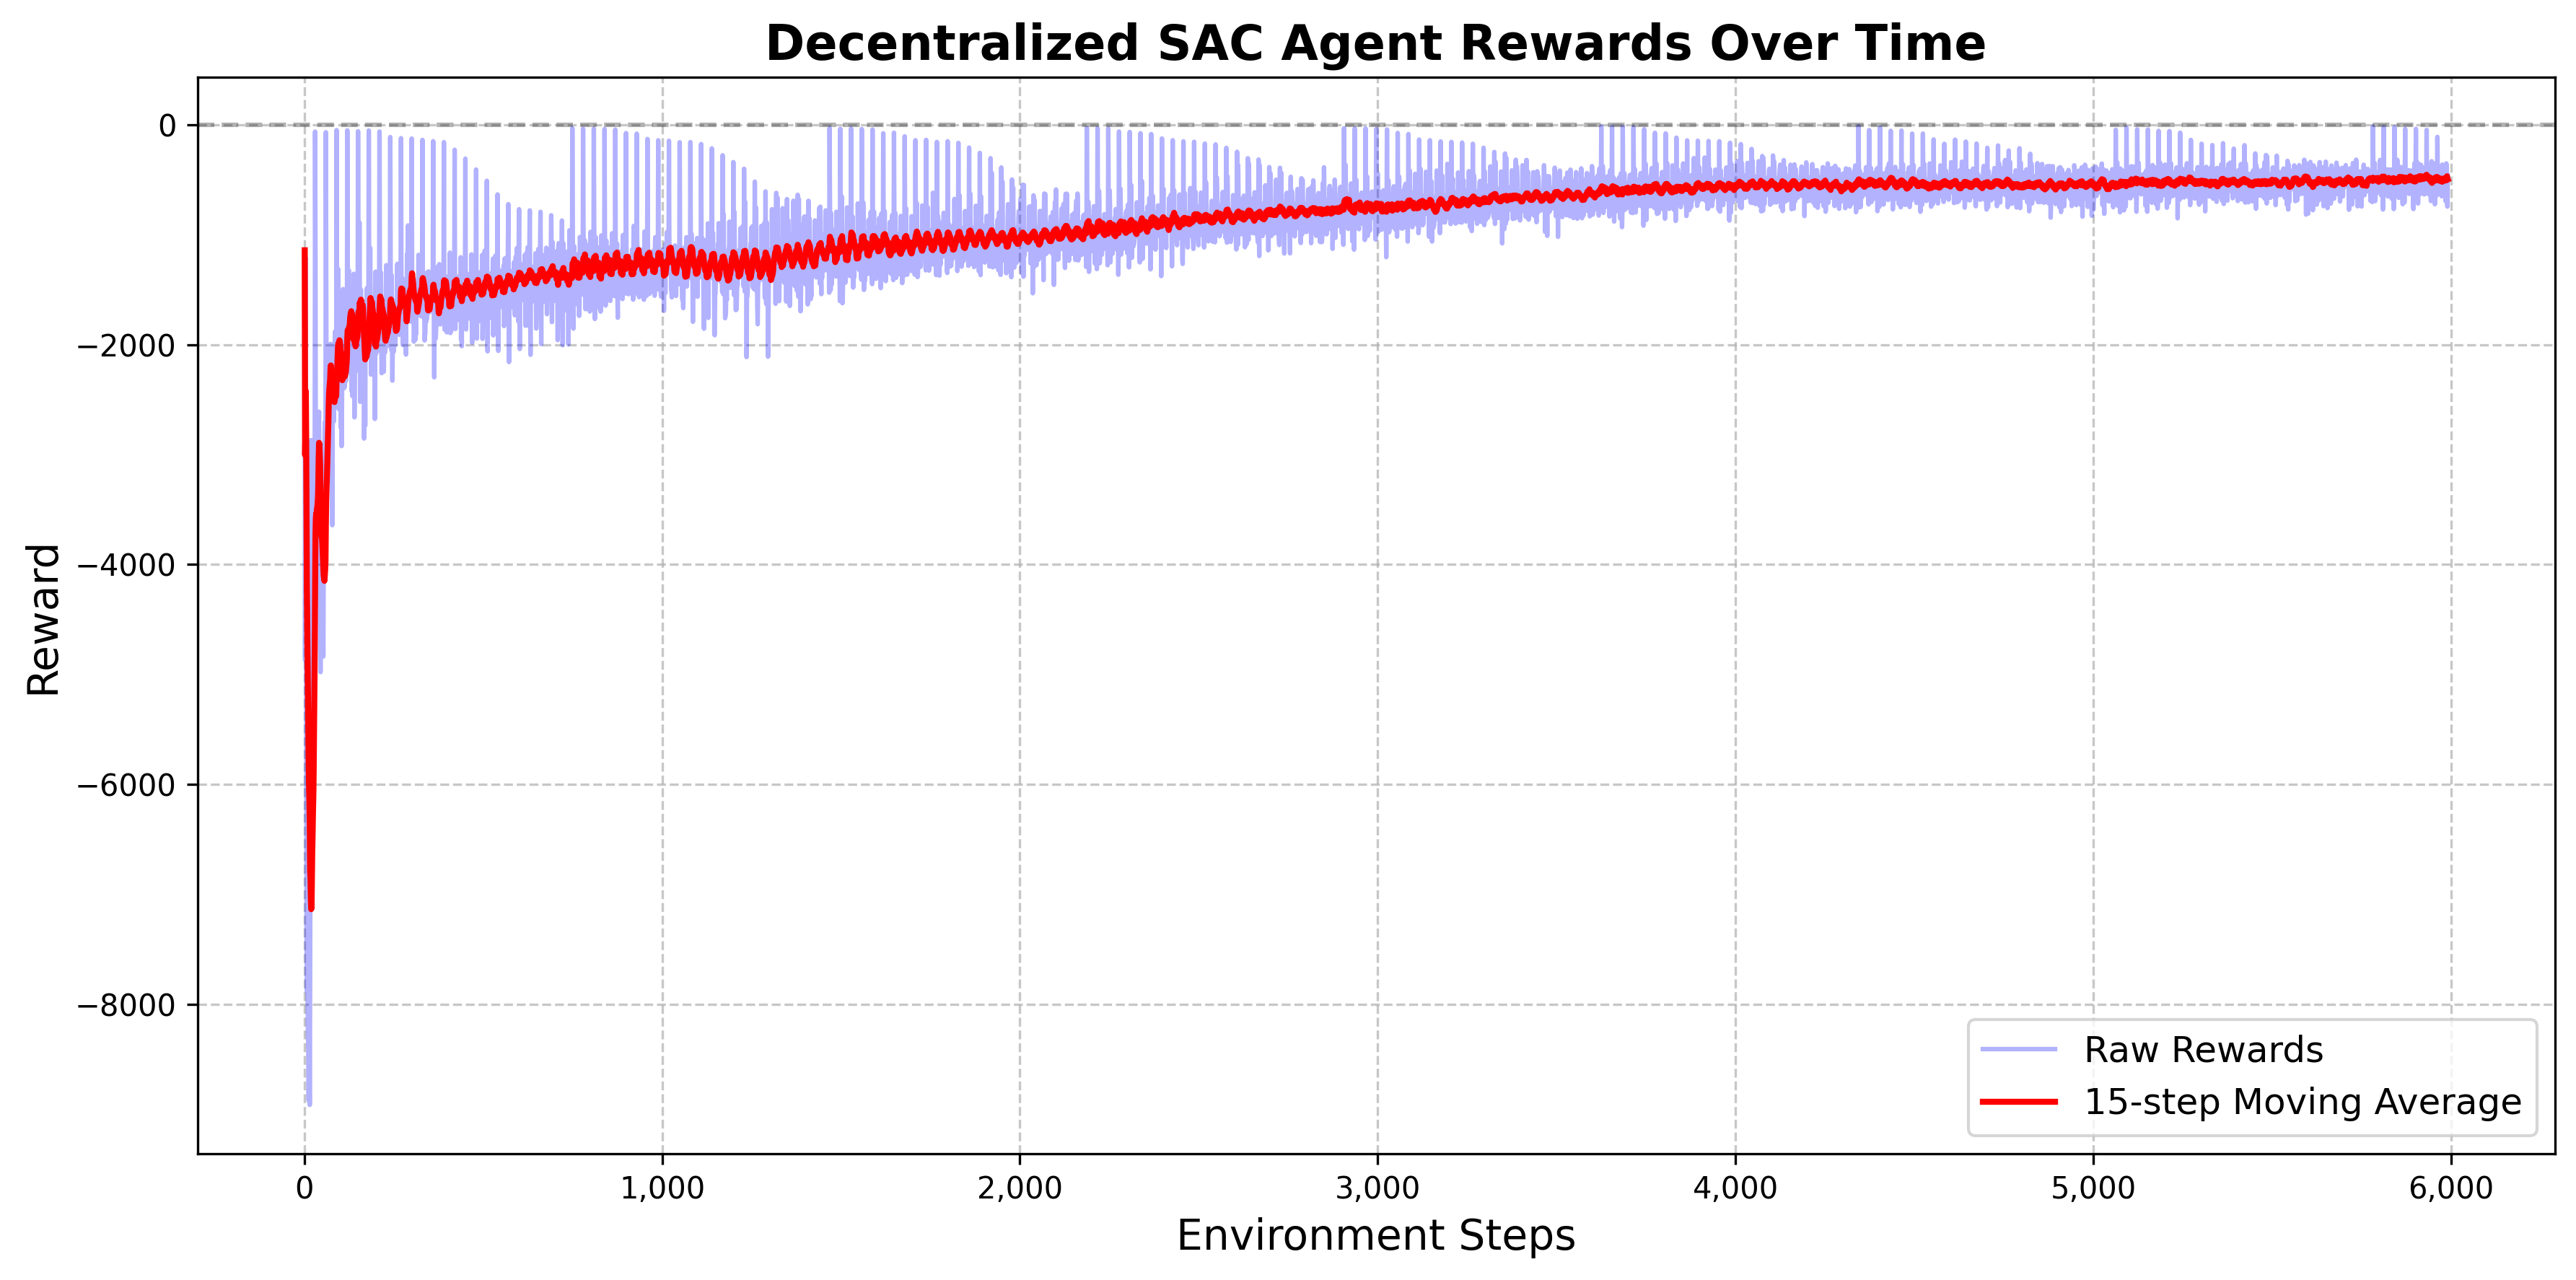 Decentralized SAC Agent Rewards Over Time
Reward
0
−2000
−4000
−6000
−8000
0
1,000
2,000
3,000
4,000
5,000
6,000
Environment Steps
Raw Rewards
15-step Moving Average